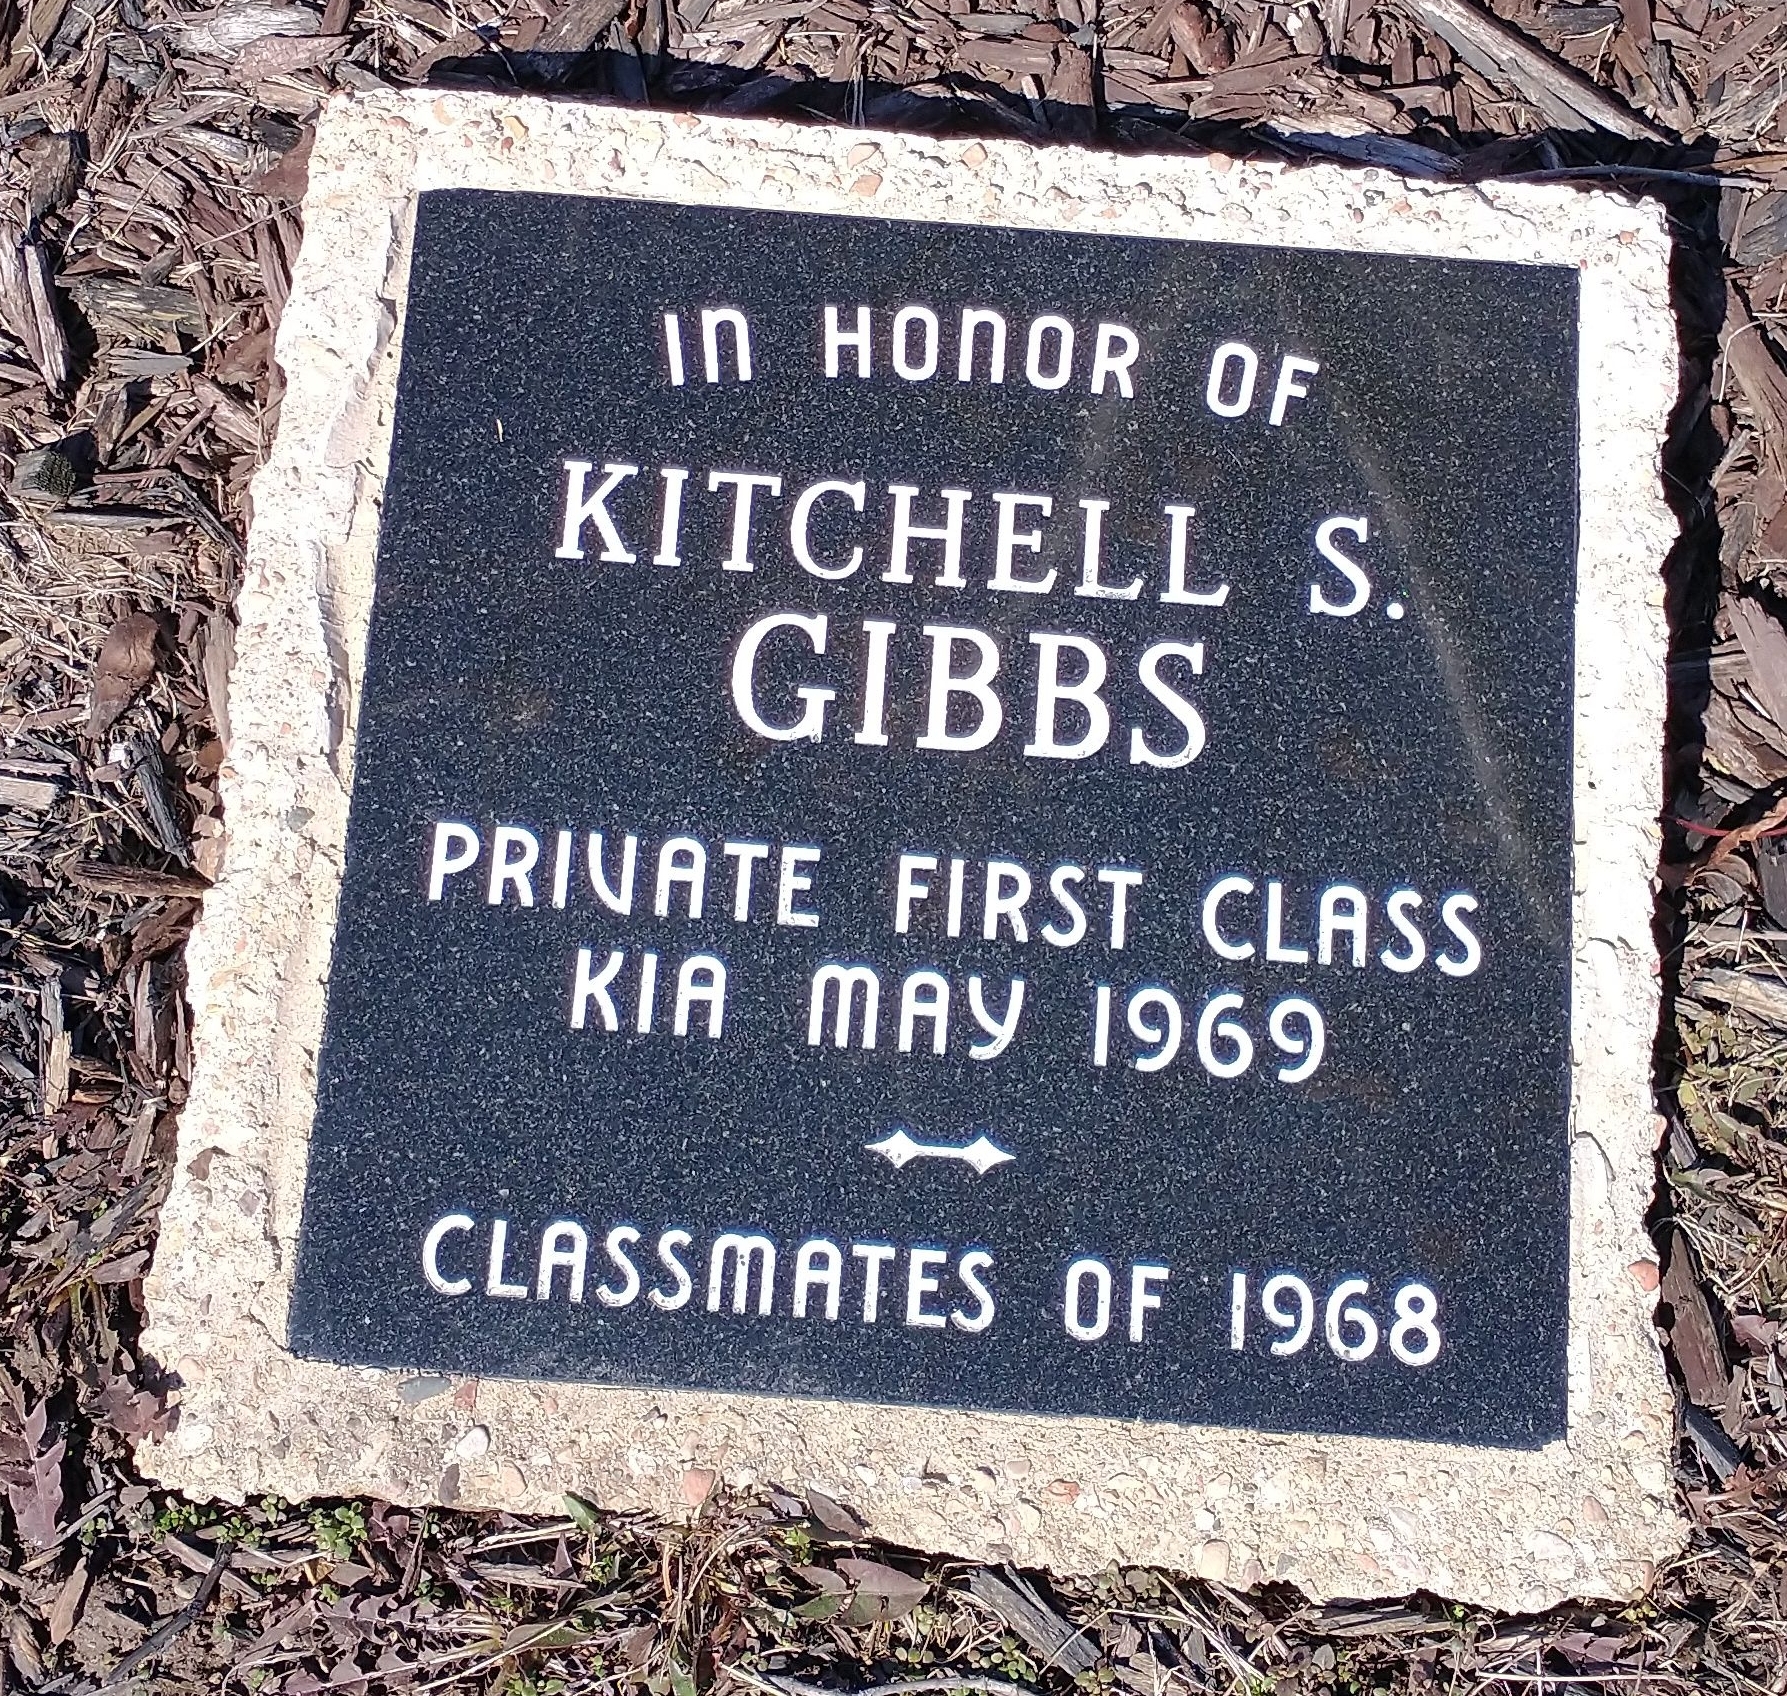 IN HONOR OF
KITCHELL S.
GIBBS
PRIVATE FIRST CLASS
KIA MAY 1969
CLASSMATES OF 1968